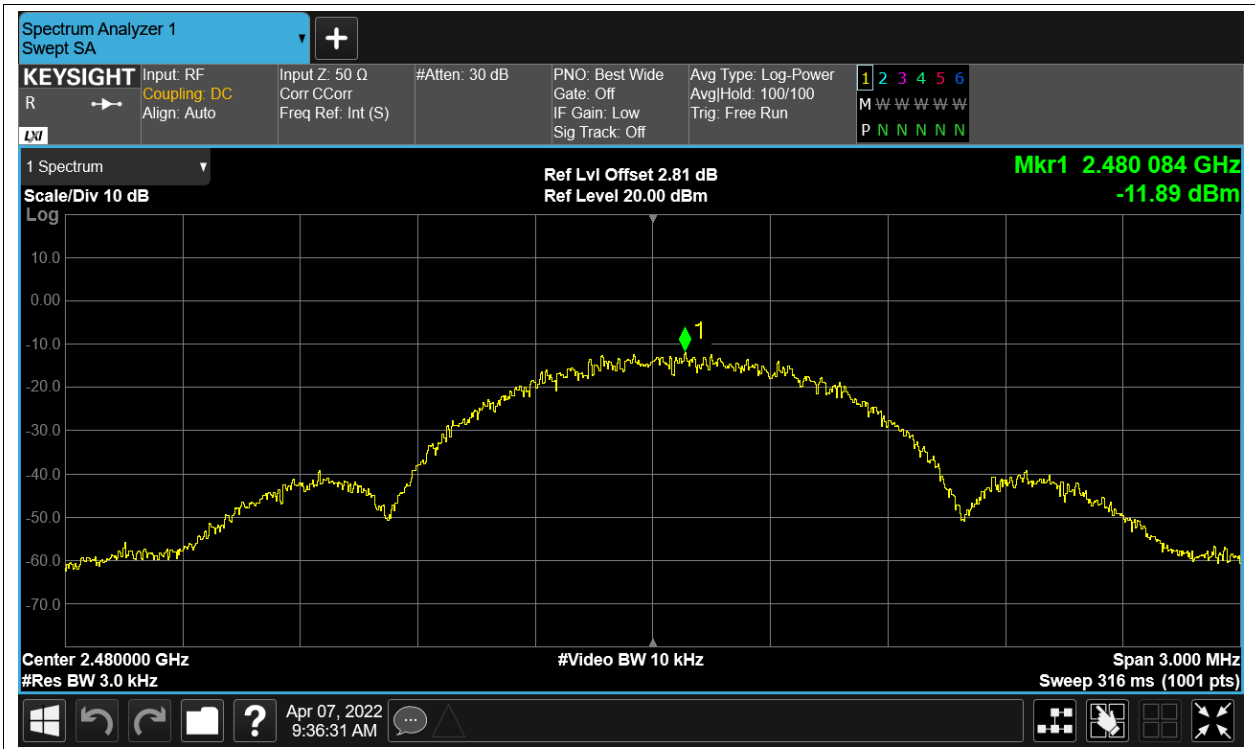 Spectrum Analyzer 1
Swept SA
KEYSIGHT
R
LXI
Input: RF
Coupling: DC
Align: Auto
Input Z: 50 Ω
Corr CCorr
Freq Ref: Int (S)
#Atten: 30 dB
PNO: Best Wide
Gate: Off
IF Gain: Low
Sig Track: Off
Avg Type: Log-Power
Avg|Hold: 100/100
Trig: Free Run
1 2 3 4 5 6
M W W W W W W
P N N N N N N
1 Spectrum
Scale/Div 10 dB
Log
Ref Lvl Offset 2.81 dB
Ref Level 20.00 dBm
Mkr1 2.480 084 GHz
-11.89 dBm
10.0
0.00
-10.0
-20.0
-30.0
-40.0
-50.0
-60.0
-70.0
1
Center 2.480000 GHz
#Res BW 3.0 kHz
#Video BW 10 kHz
Span 3.000 MHz
Sweep 316 ms (1001 pts)
?
Apr 07, 2022
9:36:31 AM